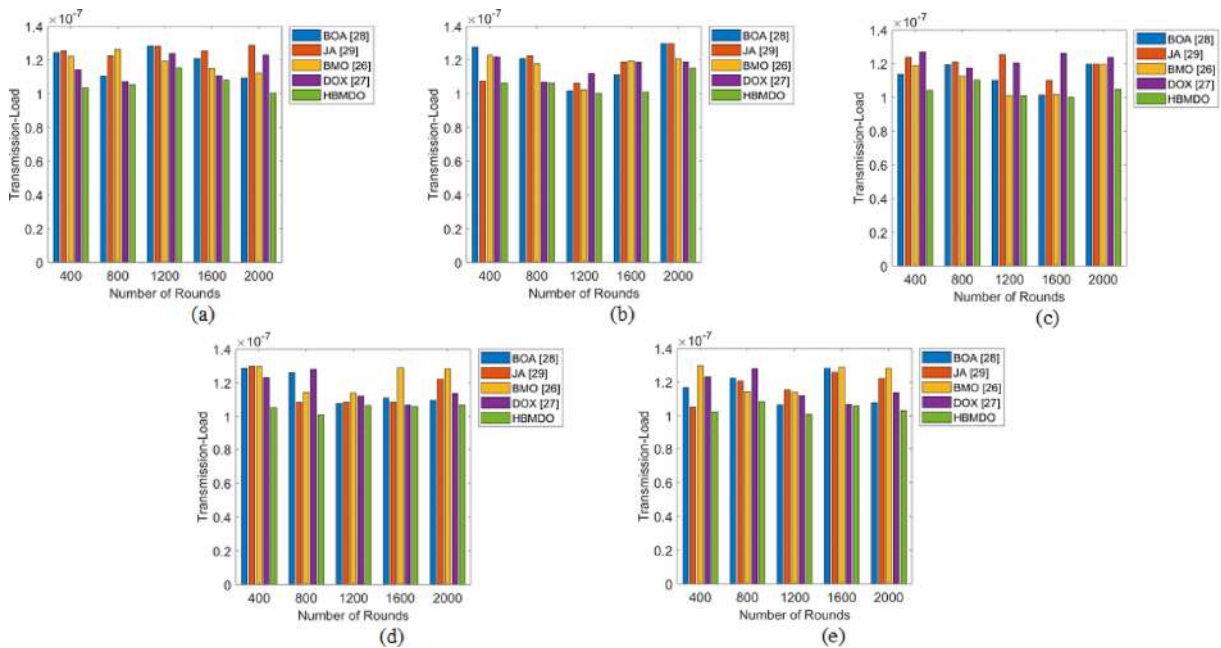 ×10⁻⁷
1.4
1.2
1
0.8
0.6
0.4
0.2
0
Transmission-Load
400 800 1200 1600 2000
Number of Rounds
BOA [28]
JA [29]
BMO [26]
DOX [27]
HBMDO
(a)
×10⁻⁷
1.4
1.2
1
0.8
0.6
0.4
0.2
0
Transmission-Load
400 800 1200 1600 2000
Number of Rounds
BOA [28]
JA [29]
BMO [26]
DOX [27]
HBMDO
(b)
×10⁻⁷
1.4
1.2
1
0.8
0.6
0.4
0.2
0
Transmission-Load
400 800 1200 1600 2000
Number of Rounds
BOA [28]
JA [29]
BMO [26]
DOX [27]
HBMDO
(c)
×10⁻⁷
1.4
1.2
1
0.8
0.6
0.4
0.2
0
Transmission-Load
400 800 1200 1600 2000
Number of Rounds
BOA [28]
JA [29]
BMO [26]
DOX [27]
HBMDO
(d)
×10⁻⁷
1.4
1.2
1
0.8
0.6
0.4
0.2
0
Transmission-Load
400 800 1200 1600 2000
Number of Rounds
BOA [28]
JA [29]
BMO [26]
DOX [27]
HBMDO
(e)